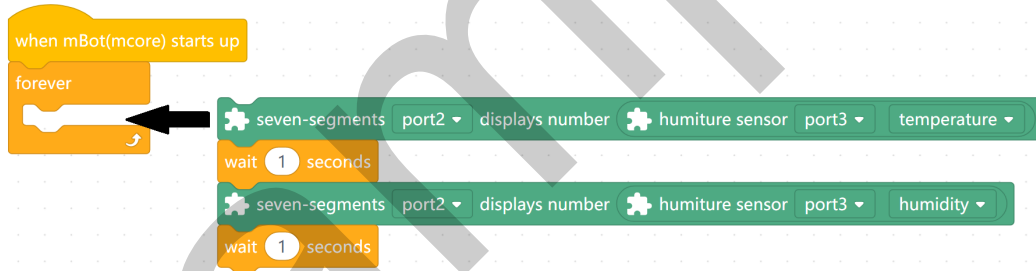 when mBot(mcore) starts up
forever
seven-segments port2 displays number humiture sensor port3 temperature
wait 1 seconds
seven-segments port2 displays number humiture sensor port3 humidity
wait 1 seconds